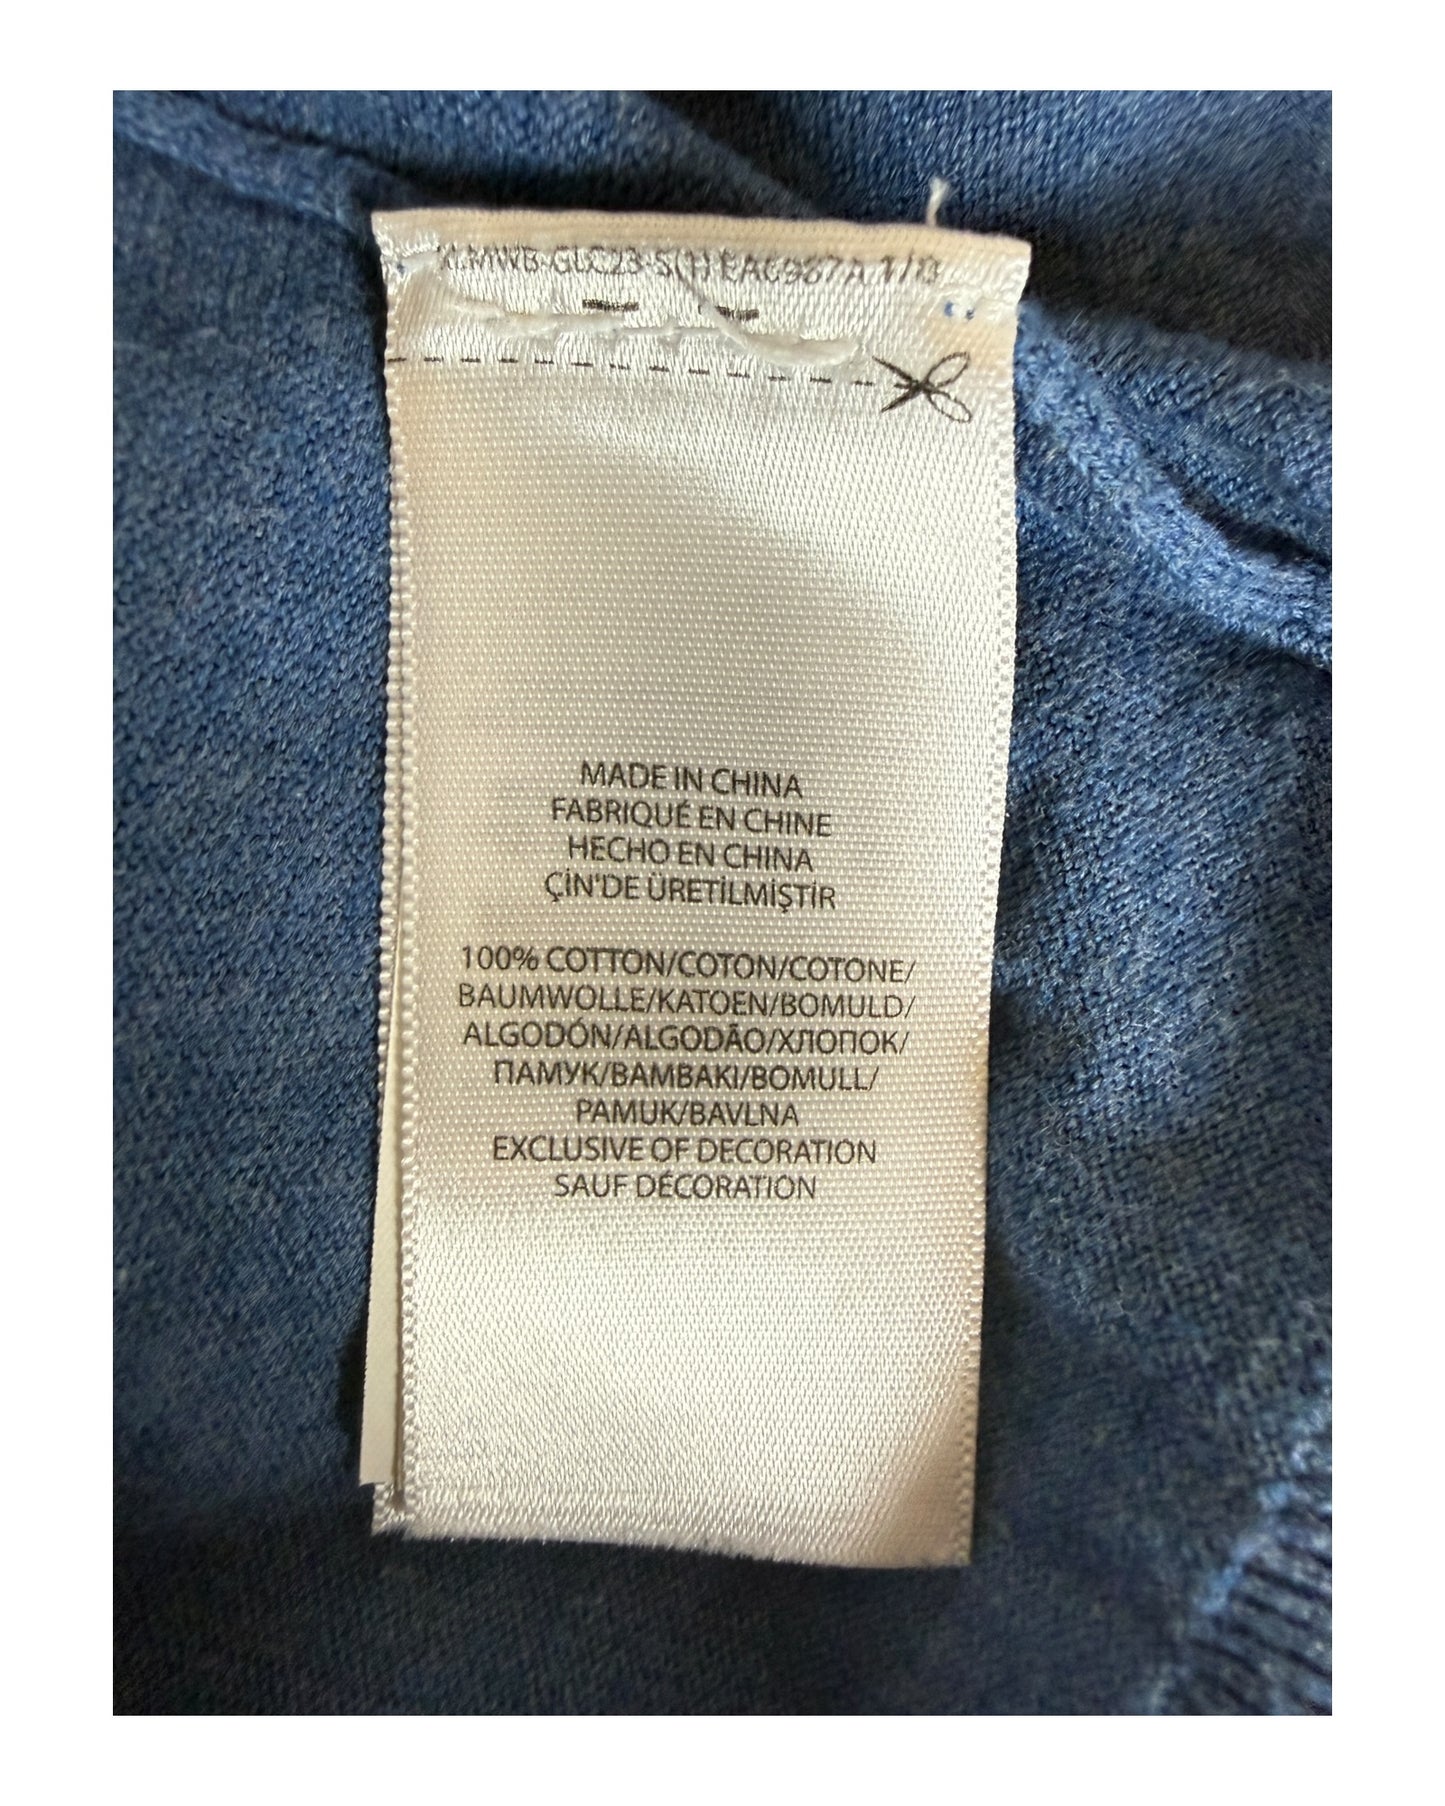 MADE IN CHINA
FABRIQUÉ EN CHINE
HECHO EN CHINA
ÇİN'DE ÜRETİLMİŞTİR
100% COTTON/COTON/COTONE/
BAUMWOLLE/KATOEN/BOMULD/
ALGODÓN/ALGODÃO/ХЛОПОК/
ПАМУК/ΒΑΜΒΑΚΙ/BOMULL/
PAMUK/BAVLNA
EXCLUSIVE OF DECORATION
SAUF DÉCORATION